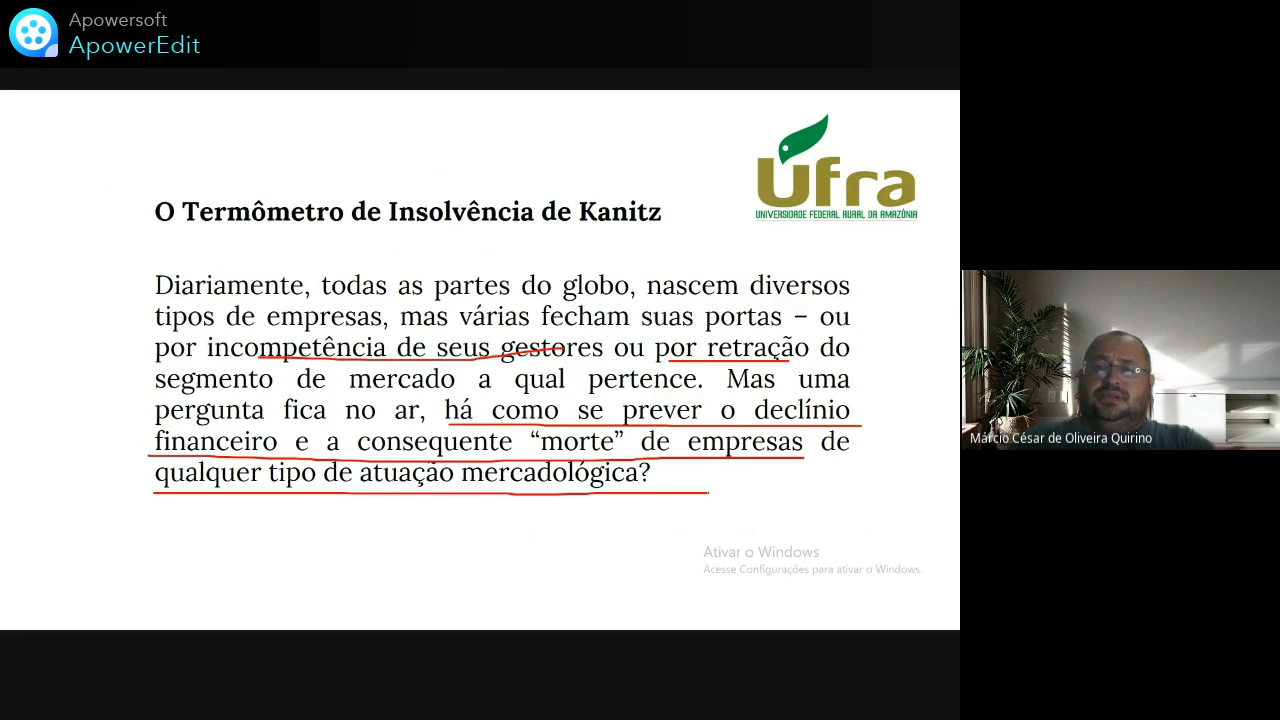 Apowersoft
ApowerEdit
Ufra
UNIVERSIDADE FEDERAL RURAL DA AMAZÔNIA
O Termômetro de Insolvência de Kanitz
Diariamente, todas as partes do globo, nascem diversos
tipos de empresas, mas várias fecham suas portas – ou
por incompetência de seus gestores ou por retração do
segmento de mercado a qual pertence. Mas uma
pergunta fica no ar, há como se prever o declínio
financeiro e a consequente “morte” de empresas de
qualquer tipo de atuação mercadológica?
Ativar o Windows
Acesse Configurações para ativar o Windows.
Márcio César de Oliveira Quirino